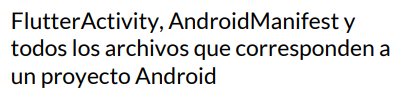 FlutterActivity, AndroidManifest y
todos los archivos que corresponden a
un proyecto Android